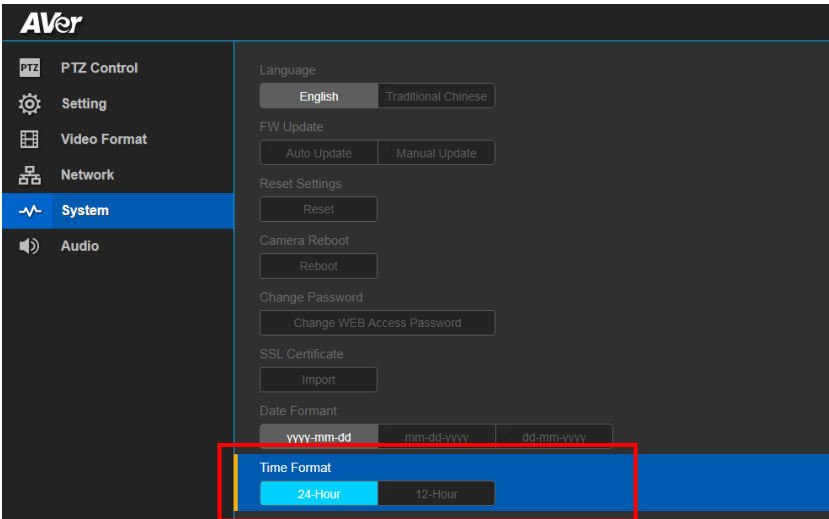 AVer
PTZ PTZ Control
Setting
Video Format
Network
System
Audio
Language
English Traditional Chinese
FW Update
Auto Update Manual Update
Reset Settings
Reset
Camera Reboot
Reboot
Change Password
Change WEB Access Password
SSL Certificate
Import
Date Formant
yyyy-mm-dd mm-dd-yyyy dd-mm-yyyy
Time Format
24-Hour 12-Hour